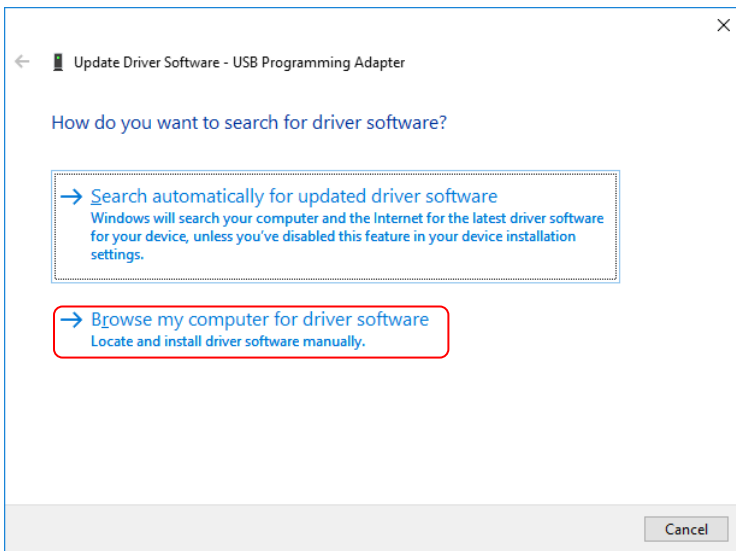 Update Driver Software - USB Programming Adapter
How do you want to search for driver software?
Search automatically for updated driver software
Windows will search your computer and the Internet for the latest driver software
for your device, unless you've disabled this feature in your device installation
settings.
Browse my computer for driver software
Locate and install driver software manually.
Cancel